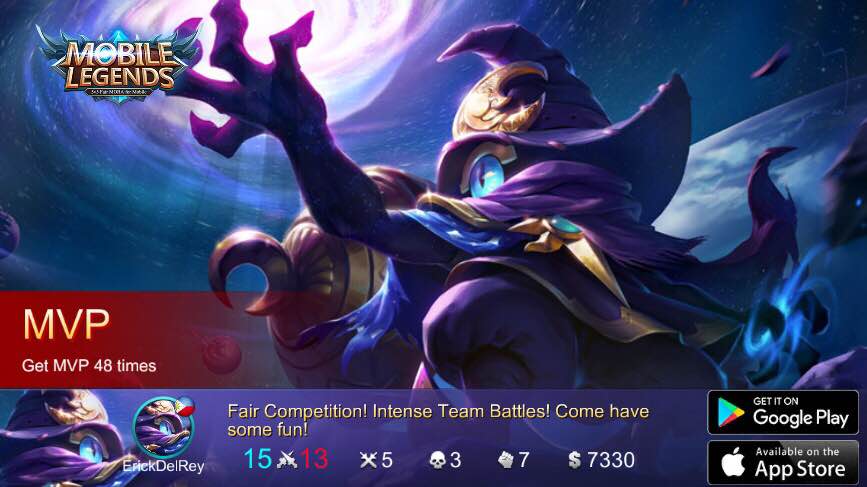 MOBILE
LEGENDS
5v5 Fair MOBA for Mobile
MVP
Get MVP 48 times
Fair Competition! Intense Team Battles! Come have
some fun!
ErickDelRey
15 13 5 3 7 $ 7330
GET IT ON
Google Play
Available on the
App Store